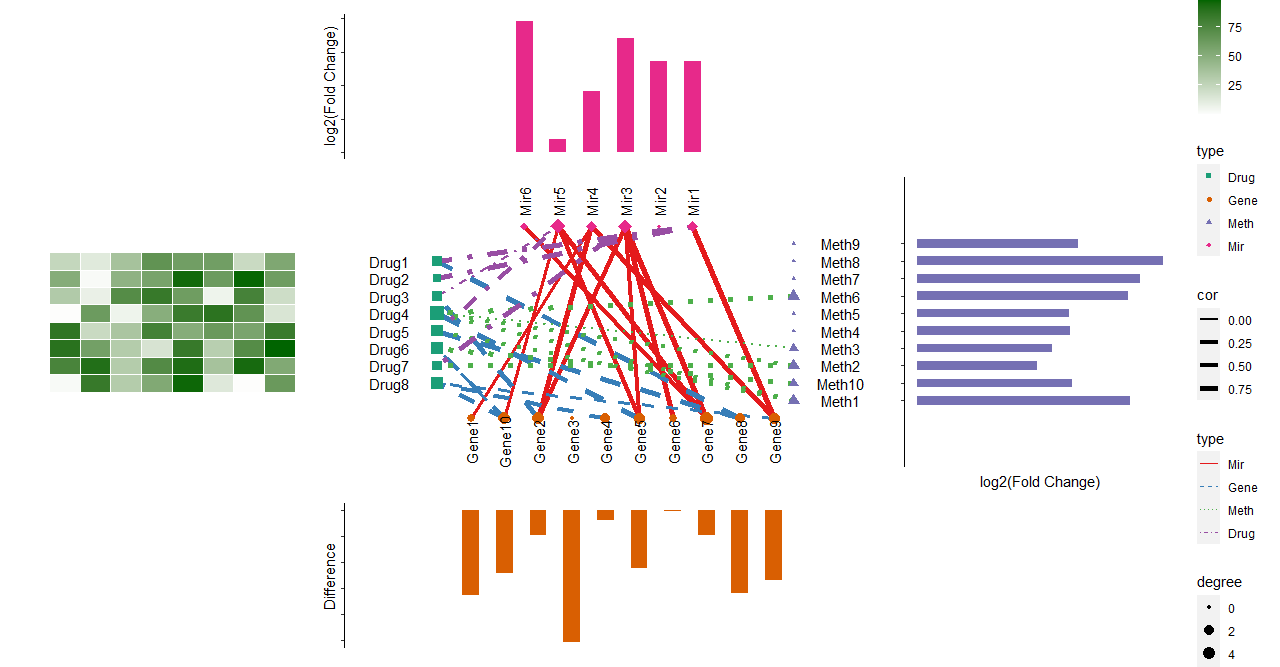 log2(Fold Change)
Mir6
Mir5
Mir4
Mir3
Mir2
Mir1
Drug1
Drug2
Drug3
Drug4
Drug5
Drug6
Drug7
Drug8
Meth9
Meth8
Meth7
Meth6
Meth5
Meth4
Meth3
Meth2
Meth10
Meth1
Gene1
Gene10
Gene2
Gene3
Gene4
Gene5
Gene6
Gene7
Gene8
Gene9
log2(Fold Change)
Difference
75
50
25
type
Drug
Gene
Meth
Mir
cor
0.00
0.25
0.50
0.75
type
Mir
Gene
Meth
Drug
degree
0
2
4